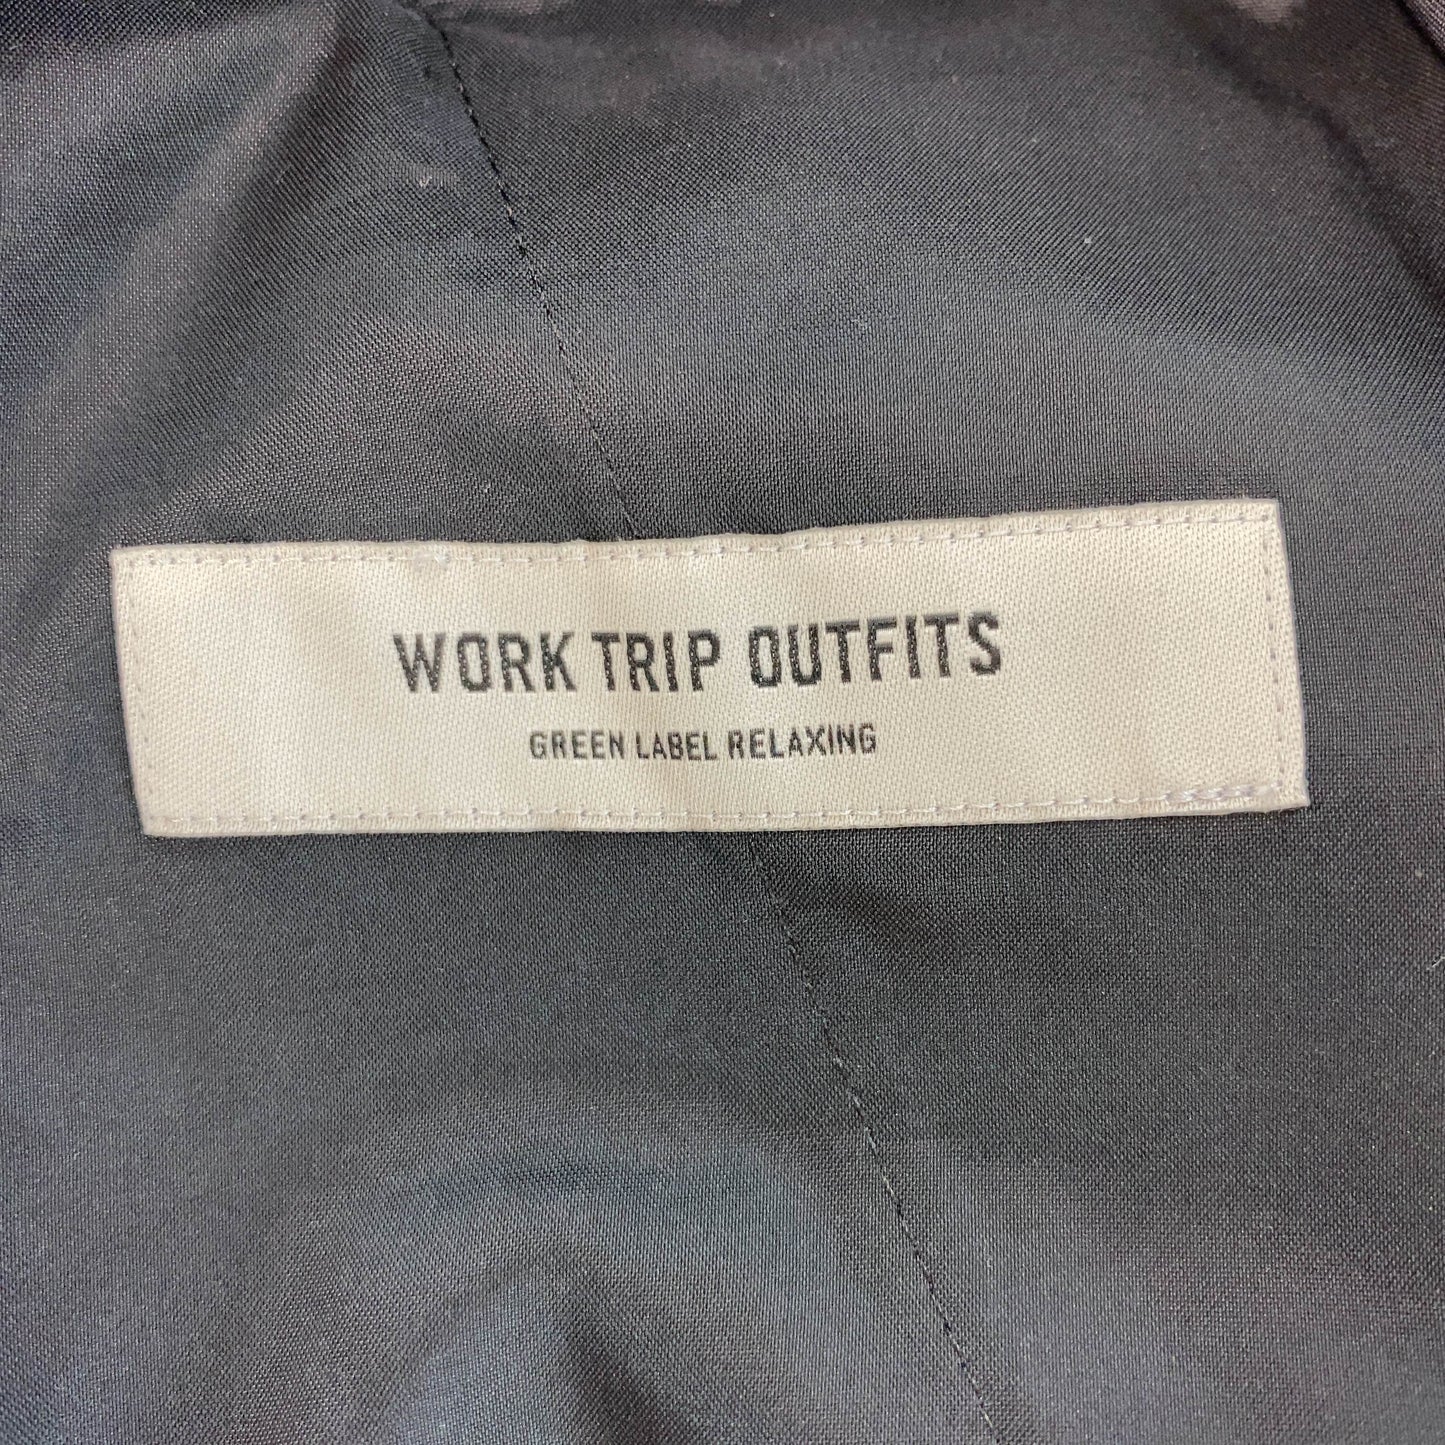 WORK TRIP OUTFITS
GREEN LABEL RELAXING